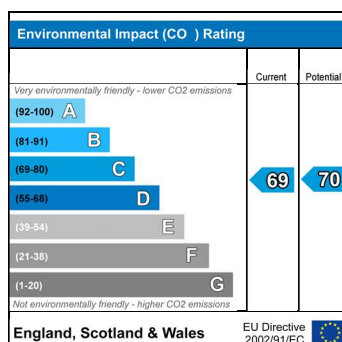 Environmental Impact (CO ) Rating
Current Potential
Very environmentally friendly - lower CO2 emissions
(92-100) A
(81-91) B
(69-80) C
69 70
(55-68) D
(39-54) E
(21-38) F
(1-20) G
Not environmentally friendly - higher CO2 emissions
England, Scotland & Wales
EU Directive
2002/91/EC